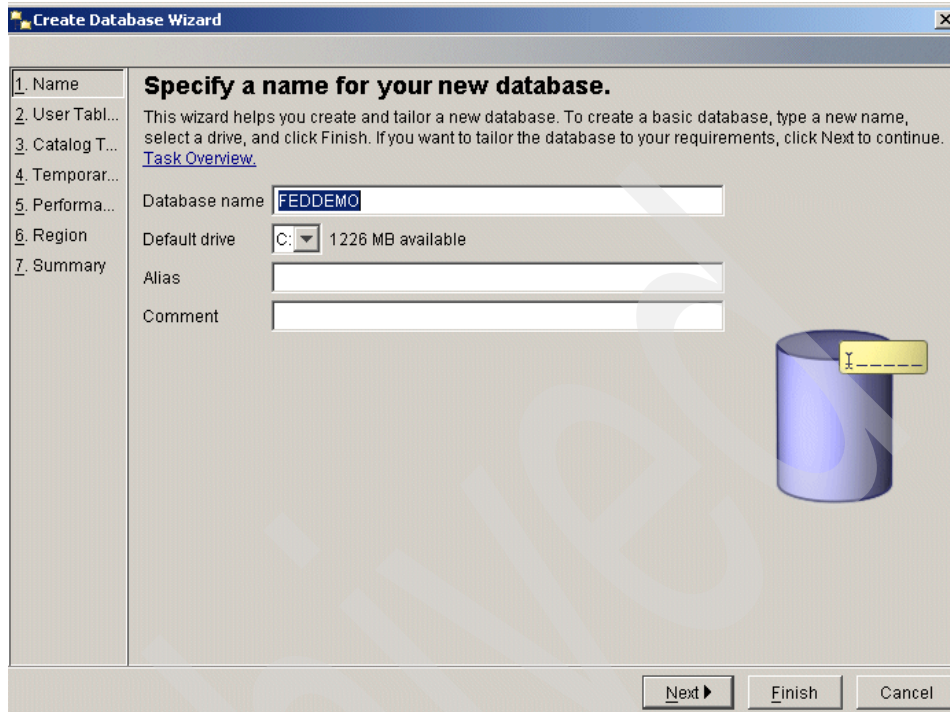 Create Database Wizard
1. Name
2. User Tabl...
3. Catalog T...
4. Temporar...
5. Performa...
6. Region
7. Summary
Specify a name for your new database.
This wizard helps you create and tailor a new database. To create a basic database, type a new name,
select a drive, and click Finish. If you want to tailor the database to your requirements, click Next to continue.
Task Overview.
Database name FEDDEMO
Default drive C: 1226 MB available
Alias
Comment
Next Finish Cancel